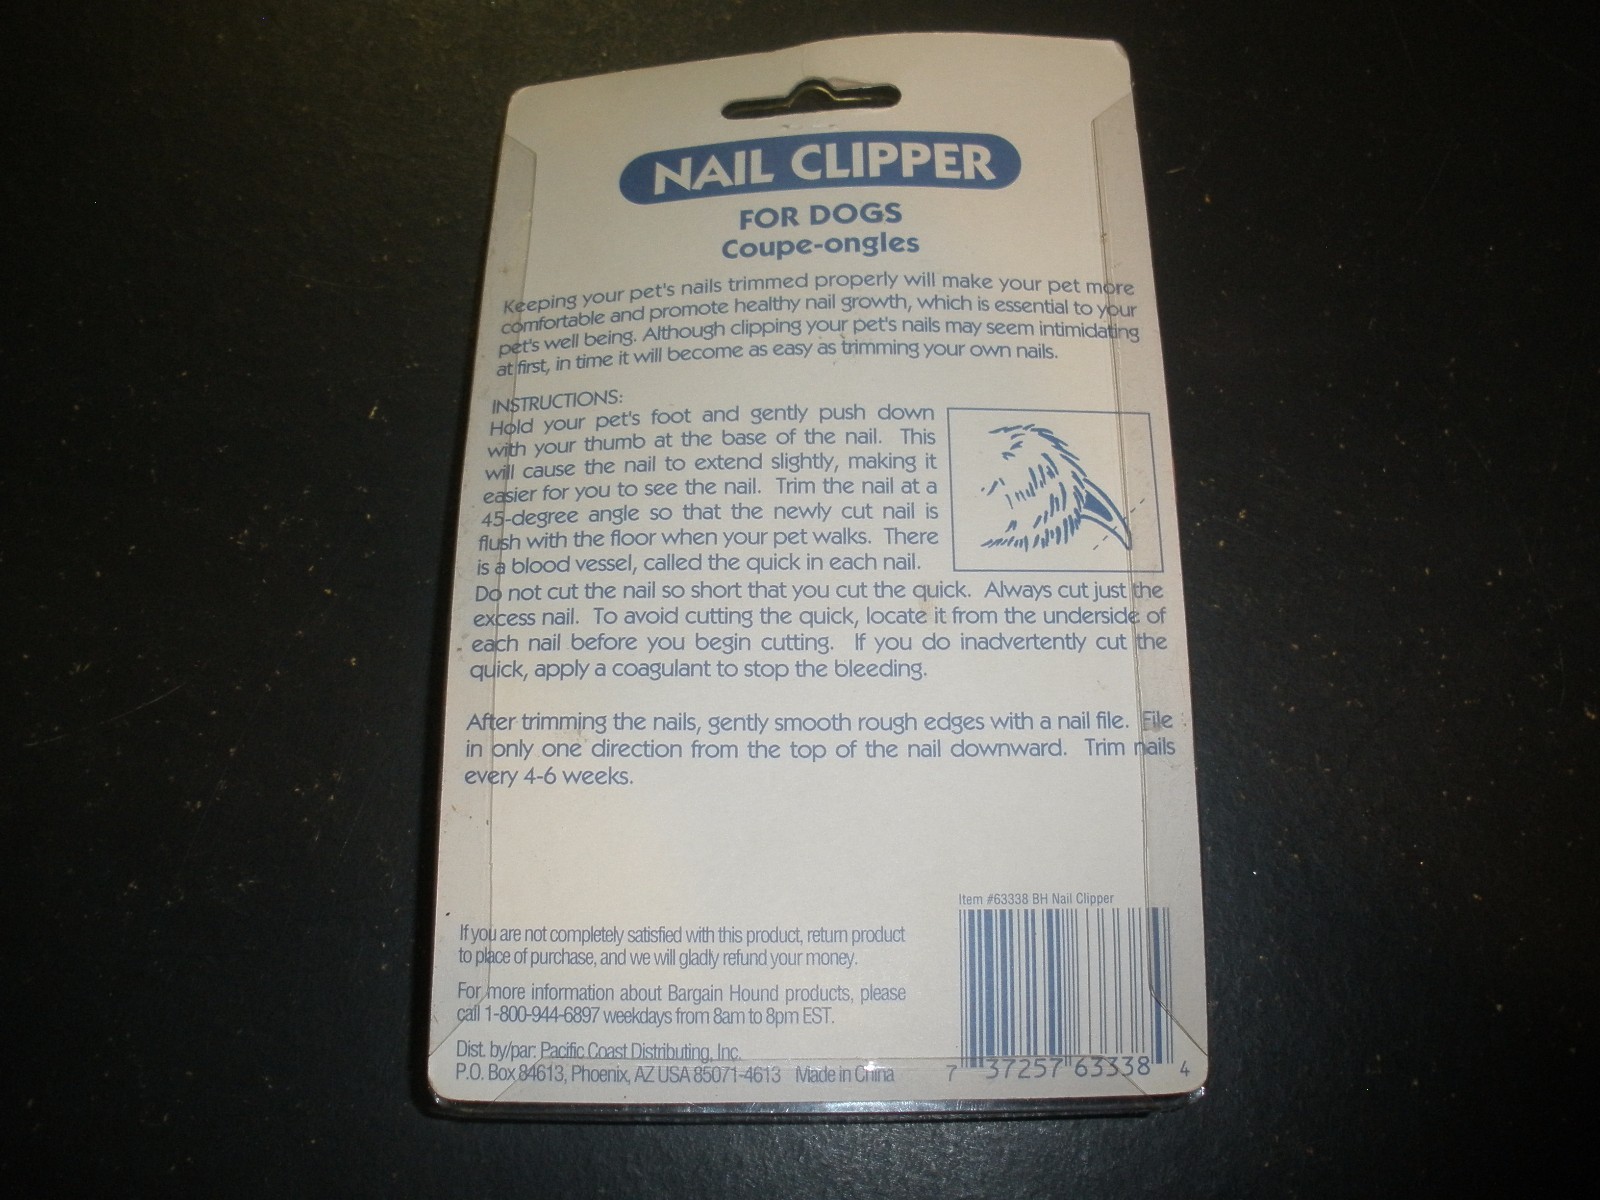 NAIL CLIPPER
FOR DOGS
Coupe-ongles
Keeping your pet's nails trimmed properly will make your pet more
comfortable and promote healthy nail growth, which is essential to your
pet's well being. Although clipping your pet's nails may seem intimidating
at first, in time it will become as easy as trimming your own nails.
INSTRUCTIONS:
Hold your pet's foot and gently push down
with your thumb at the base of the nail. This
will cause the nail to extend slightly, making it
easier for you to see the nail. Trim the nail at a
45-degree angle so that the newly cut nail is
flush with the floor when your pet walks. There
is a blood vessel, called the quick in each nail.
Do not cut the nail so short that you cut the quick. Always cut just the
excess nail. To avoid cutting the quick, locate it from the underside of
each nail before you begin cutting. If you do inadvertently cut the
quick, apply a coagulant to stop the bleeding.
After trimming the nails, gently smooth rough edges with a nail file. File
in only one direction from the top of the nail downward. Trim nails
every 4-6 weeks.
Item #63338 BH Nail Clipper
If you are not completely satisfied with this product, return product
to place of purchase, and we will gladly refund your money.
For more information about Bargain Hound products, please
call 1-800-944-6897 weekdays from 8am to 8pm EST.
Dist. by/par: Pacific Coast Distributing, Inc.
P.O. Box 84613, Phoenix, AZ USA 85071-4613 Made in China
7 37257 63338 4